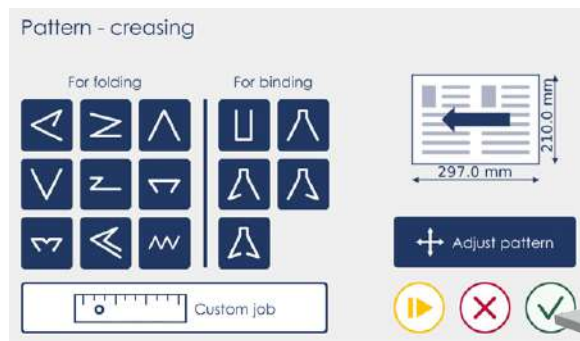 Pattern - creasing
For folding
For binding
210.0 mm
297.0 mm
Adjust pattern
Custom job